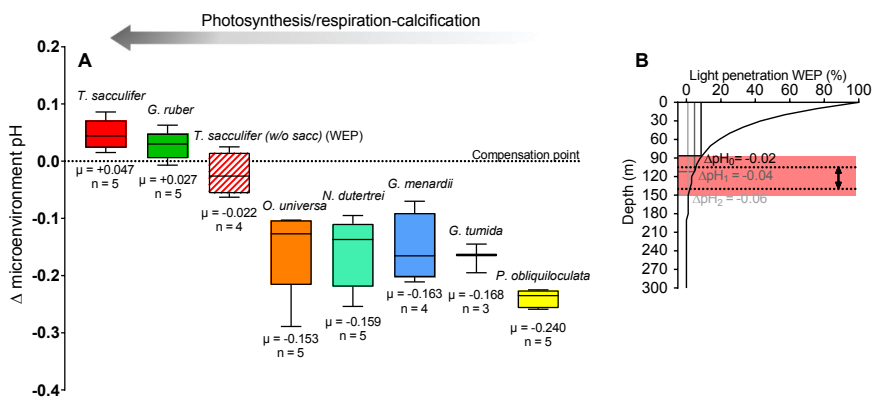 Photosynthesis/respiration-calcification
A
Δ microenvironment pH
0.2
0.1
0.0
-0.1
-0.2
-0.3
-0.4
T. sacculifer
μ = +0.047
n = 5
G. ruber
μ = +0.027
n = 5
T. sacculifer (w/o sacc) (WEP)
μ = -0.022
n = 4
Compensation point
O. universa
μ = -0.153
n = 5
N. dutertrei
μ = -0.159
n = 5
G. menardii
μ = -0.163
n = 4
G. tumida
μ = -0.168
n = 3
P. obliquiloculata
μ = -0.240
n = 5
B
Light penetration WEP (%)
0 20 40 60 80 100
Depth (m)
0
30
60
90
120
150
180
210
240
270
300
ΔpH0= -0.02
ΔpH1= -0.04
ΔpH2= -0.06